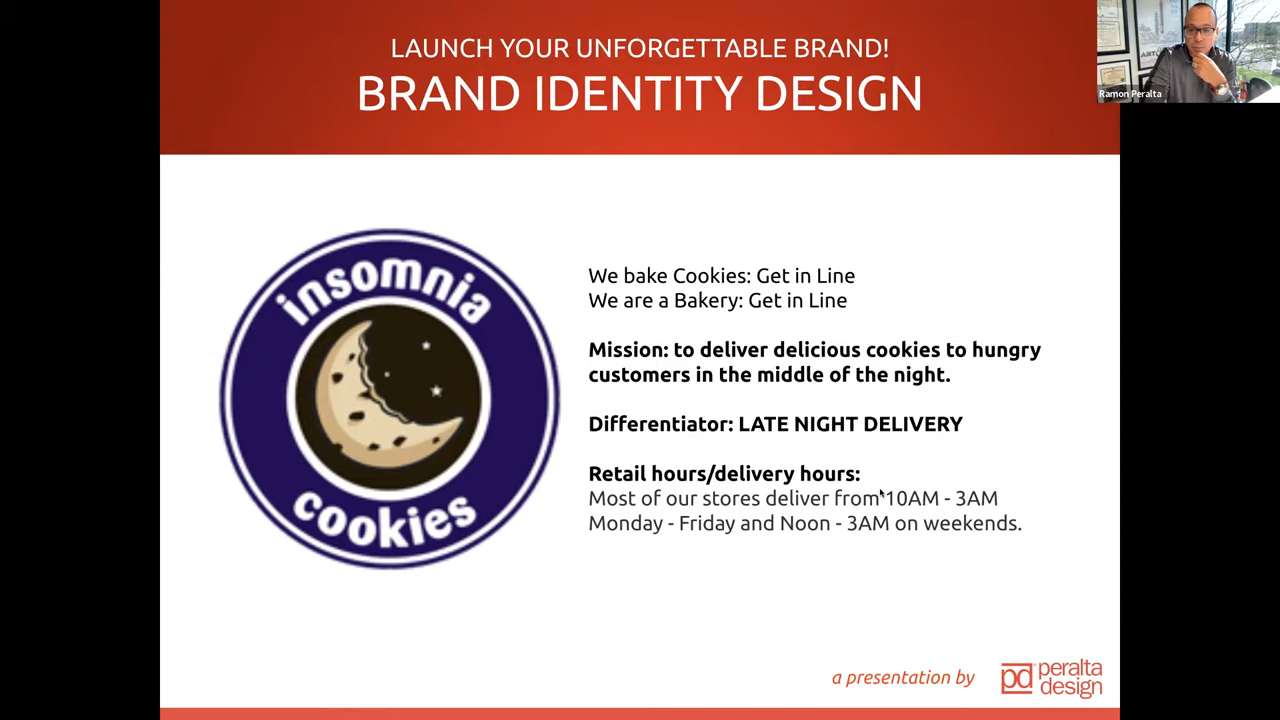 LAUNCH YOUR UNFORGETTABLE BRAND!
BRAND IDENTITY DESIGN
Ramon Peralta
insomnia
cookies
We bake Cookies: Get in Line
We are a Bakery: Get in Line
Mission: to deliver delicious cookies to hungry
customers in the middle of the night.
Differentiator: LATE NIGHT DELIVERY
Retail hours/delivery hours:
Most of our stores deliver from 10AM - 3AM
Monday - Friday and Noon - 3AM on weekends.
a presentation by
pd
peralta
design